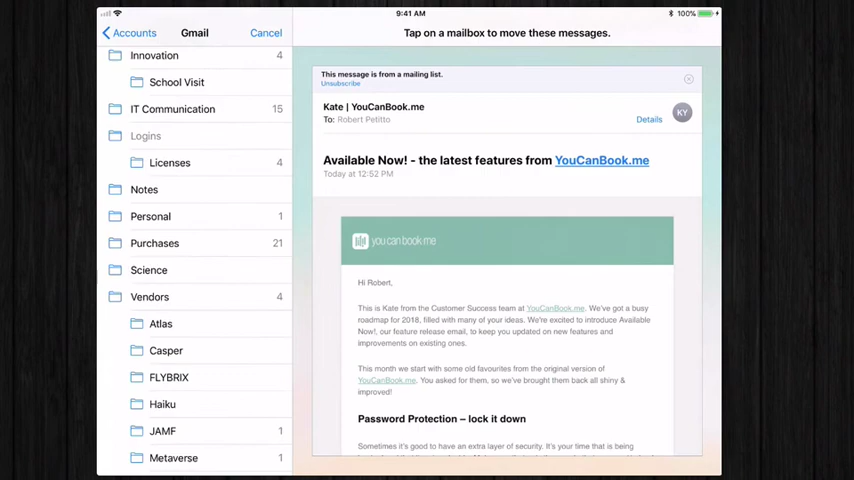 9:41 AM
100%
Accounts
Gmail
Cancel
Tap on a mailbox to move these messages.
Innovation 4
School Visit
IT Communication 15
Logins
Licenses 4
Notes
Personal 1
Purchases 21
Science
Vendors 4
Atlas
Casper
FLYBRIX
Haiku
JAMF 1
Metaverse 1
This message is from a mailing list.
Unsubscribe
Kate | YouCanBook.me
To: Robert Petitto
Details
KY
Available Now! - the latest features from YouCanBook.me
Today at 12:52 PM
you can book me
Hi Robert,
This is Kate from the Customer Success team at YouCanBook.me. We've got a busy
roadmap for 2018, filled with many of your ideas. We're excited to introduce Available
Now!, our feature release email, to keep you updated on new features and
improvements on existing ones.
This month we start with some old favourites from the original version of
YouCanBook.me. You asked for them, so we've brought them back all shiny &
improved!
Password Protection – lock it down
Sometimes it's good to have an extra layer of security. It's your time that is being